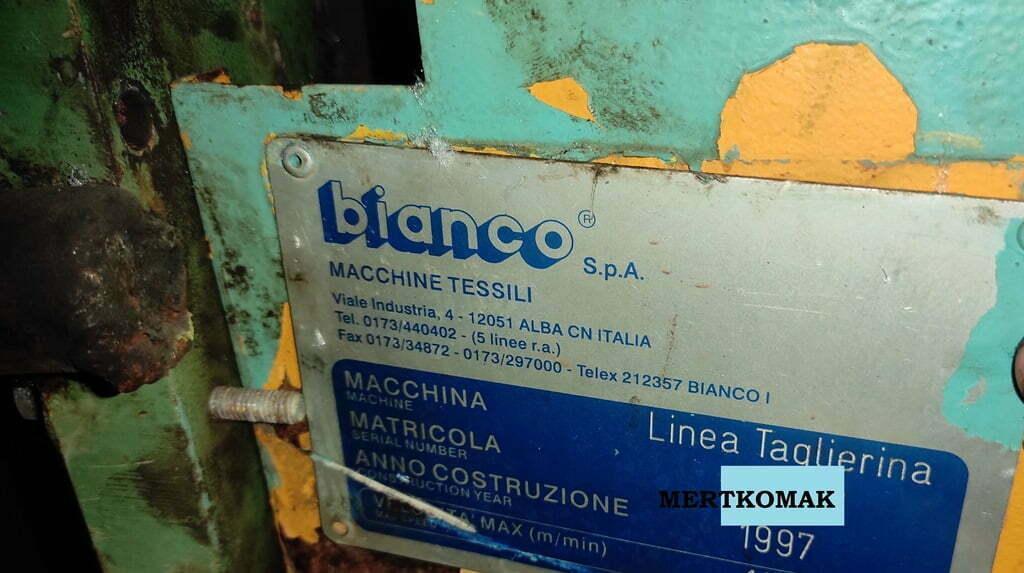 bianco® S.p.A.
MACCHINE TESSILI
Viale Industria, 4 - 12051 ALBA CN ITALIA
Tel. 0173/440402 - (5 linee r.a.)
Fax 0173/34872 - 0173/297000 - Telex 212357 BIANCO I
MACCHINA Linea Taglierina
MACHINE
MATRICOLA
SERIAL NUMBER
MERTKOMAK
ANNO COSTRUZIONE 1997
CONSTRUCTION YEAR
VELOCITA' MAX (m/min)